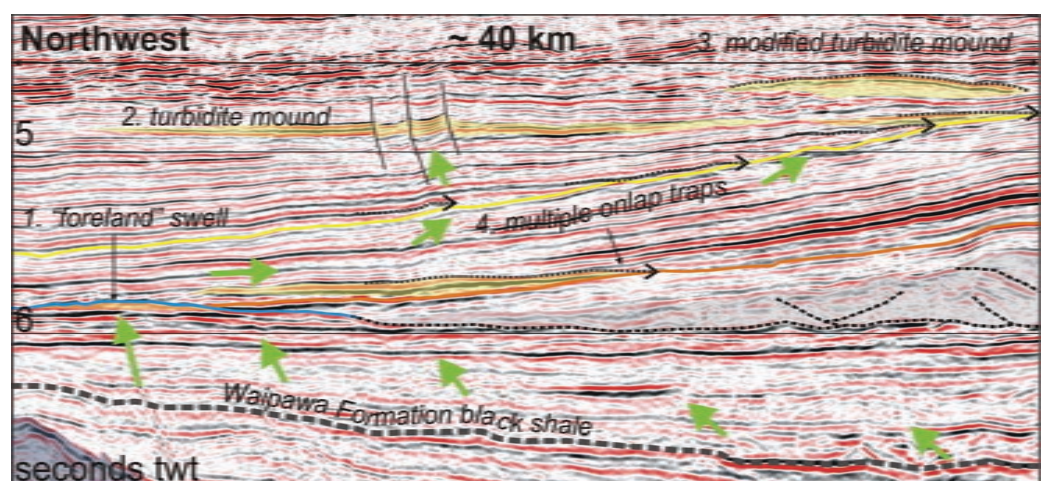 Northwest
~ 40 km
3. modified turbidite mound
2. turbidite mound
5
1. "foreland" swell
4. multiple onlap traps
6
Waipawa Formation black shale
seconds twt